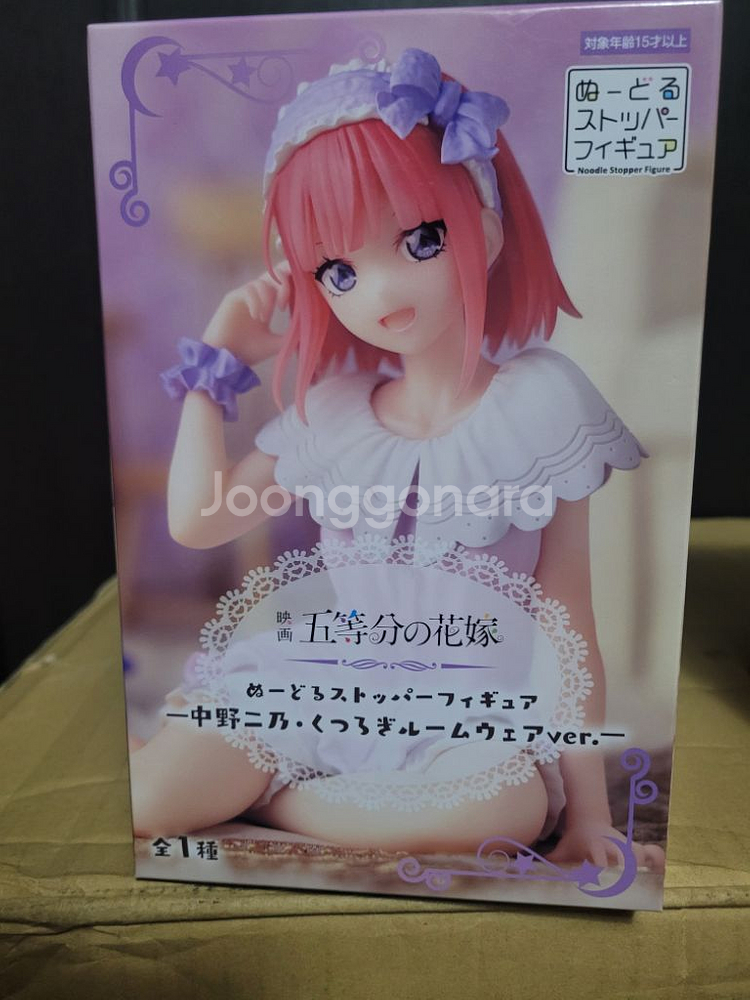 対象年齢15才以上
ぬーどる
ストッパー
フィギュア
Noodle Stopper Figure
Joonggonara
映画 五等分の花嫁
ぬーどるストッパーフィギュア
―中野二乃・くつろぎルームウェアver.―
全1種